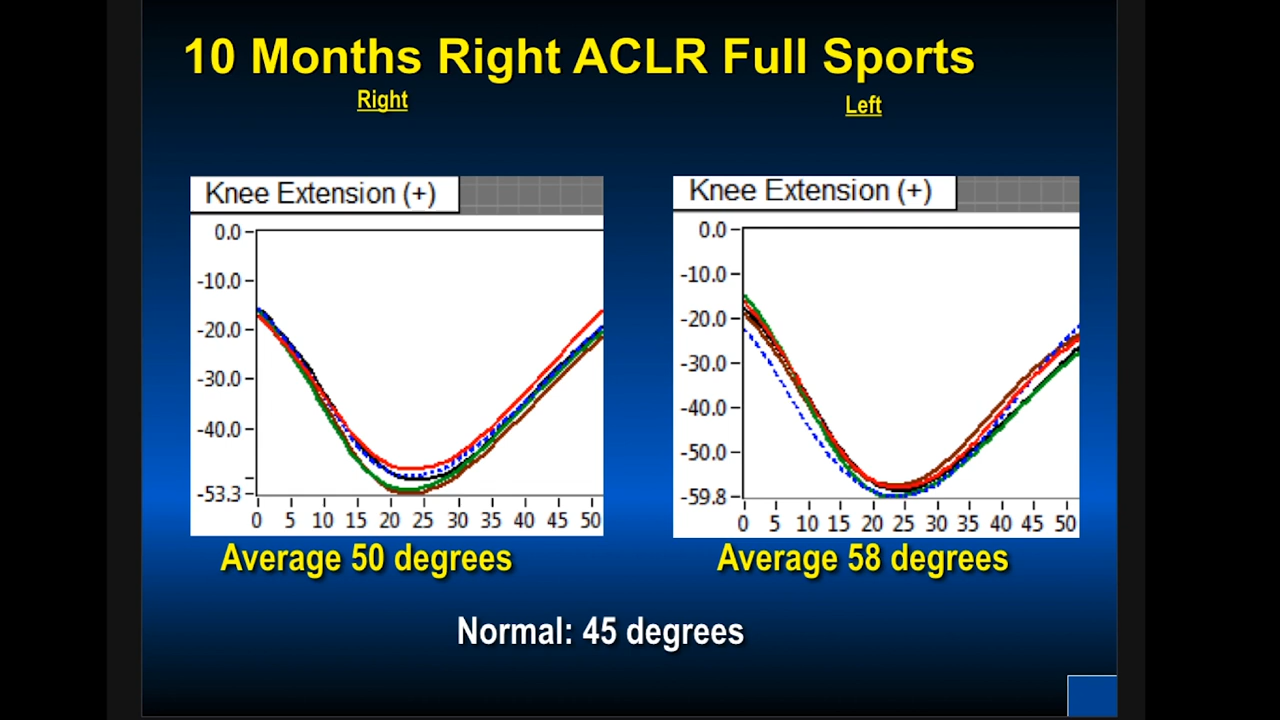 10 Months Right ACLR Full Sports
Right
Left
Knee Extension (+)
0.0
-10.0
-20.0
-30.0
-40.0
-53.3
0 5 10 15 20 25 30 35 40 45 50
Average 50 degrees
Knee Extension (+)
0.0
-10.0
-20.0
-30.0
-40.0
-50.0
-59.8
0 5 10 15 20 25 30 35 40 45 50
Average 58 degrees
Normal: 45 degrees